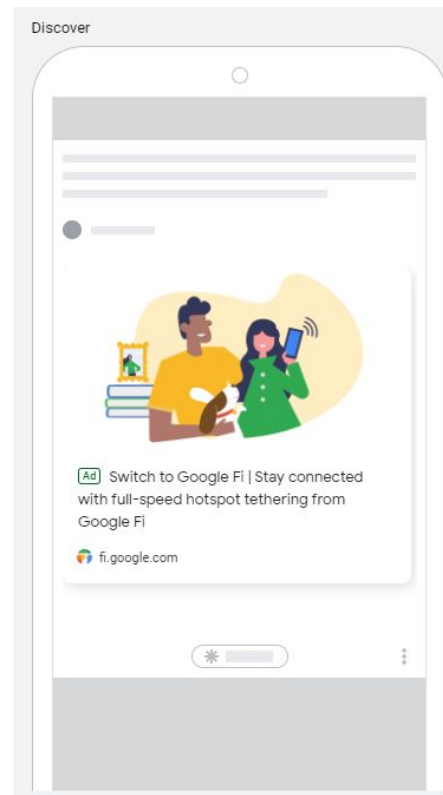 Discover
Ad Switch to Google Fi | Stay connected
with full-speed hotspot tethering from
Google Fi
fi.google.com